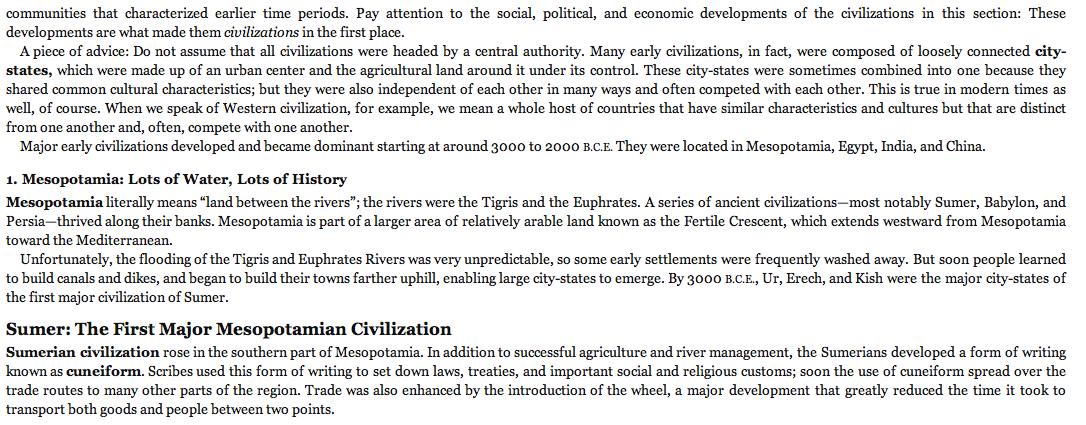 communities that characterized earlier time periods. Pay attention to the social, political, and economic developments of the civilizations in this section: These
developments are what made them civilizations in the first place.
A piece of advice: Do not assume that all civilizations were headed by a central authority. Many early civilizations, in fact, were composed of loosely connected city-
states, which were made up of an urban center and the agricultural land around it under its control. These city-states were sometimes combined into one because they
shared common cultural characteristics; but they were also independent of each other in many ways and often competed with each other. This is true in modern times as
well, of course. When we speak of Western civilization, for example, we mean a whole host of countries that have similar characteristics and cultures but that are distinct
from one another and, often, compete with one another.
Major early civilizations developed and became dominant starting at around 3000 to 2000 B.C.E. They were located in Mesopotamia, Egypt, India, and China.
1. Mesopotamia: Lots of Water, Lots of History
Mesopotamia literally means “land between the rivers”; the rivers were the Tigris and the Euphrates. A series of ancient civilizations—most notably Sumer, Babylon, and
Persia—thrived along their banks. Mesopotamia is part of a larger area of relatively arable land known as the Fertile Crescent, which extends westward from Mesopotamia
toward the Mediterranean.
Unfortunately, the flooding of the Tigris and Euphrates Rivers was very unpredictable, so some early settlements were frequently washed away. But soon people learned
to build canals and dikes, and began to build their towns farther uphill, enabling large city-states to emerge. By 3000 B.C.E., Ur, Erech, and Kish were the major city-states of
the first major civilization of Sumer.
Sumer: The First Major Mesopotamian Civilization
Sumerian civilization rose in the southern part of Mesopotamia. In addition to successful agriculture and river management, the Sumerians developed a form of writing
known as cuneiform. Scribes used this form of writing to set down laws, treaties, and important social and religious customs; soon the use of cuneiform spread over the
trade routes to many other parts of the region. Trade was also enhanced by the introduction of the wheel, a major development that greatly reduced the time it took to
transport both goods and people between two points.